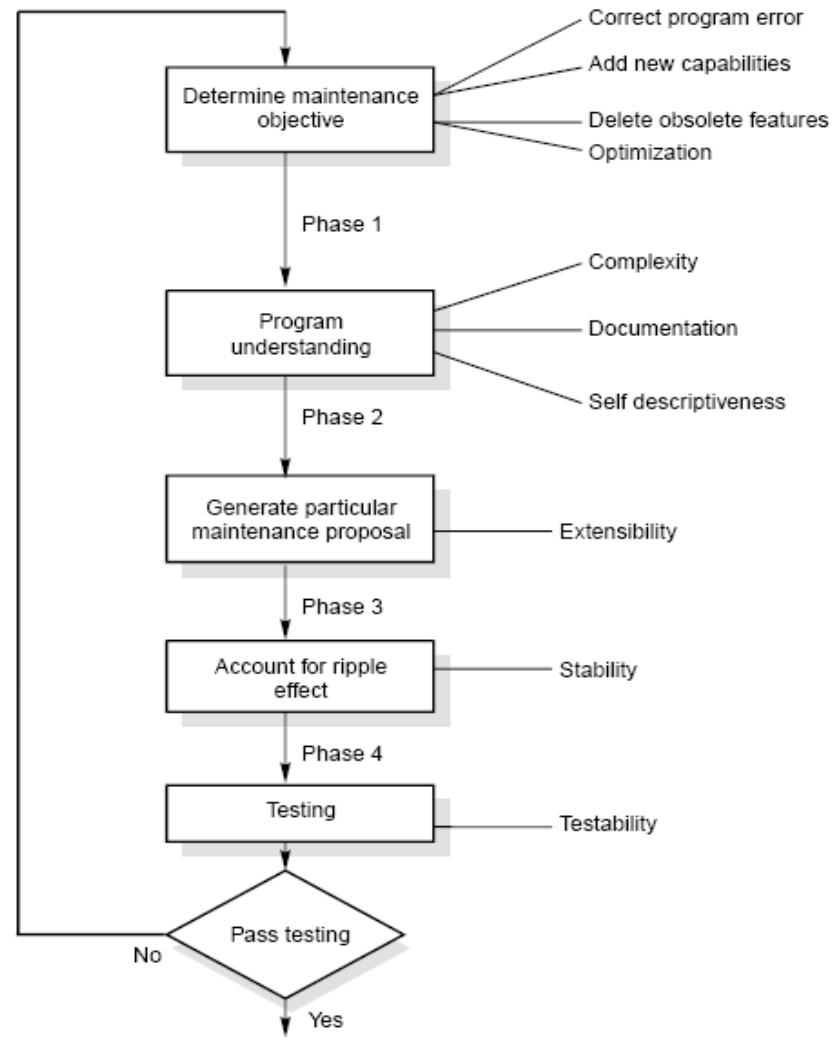 Correct program error
Add new capabilities
Determine maintenance
objective
Delete obsolete features
Optimization
Phase 1
Complexity
Program
understanding
Documentation
Self descriptiveness
Phase 2
Generate particular
maintenance proposal
Extensibility
Phase 3
Account for ripple
effect
Stability
Phase 4
Testing
Testability
Pass testing
No
Yes